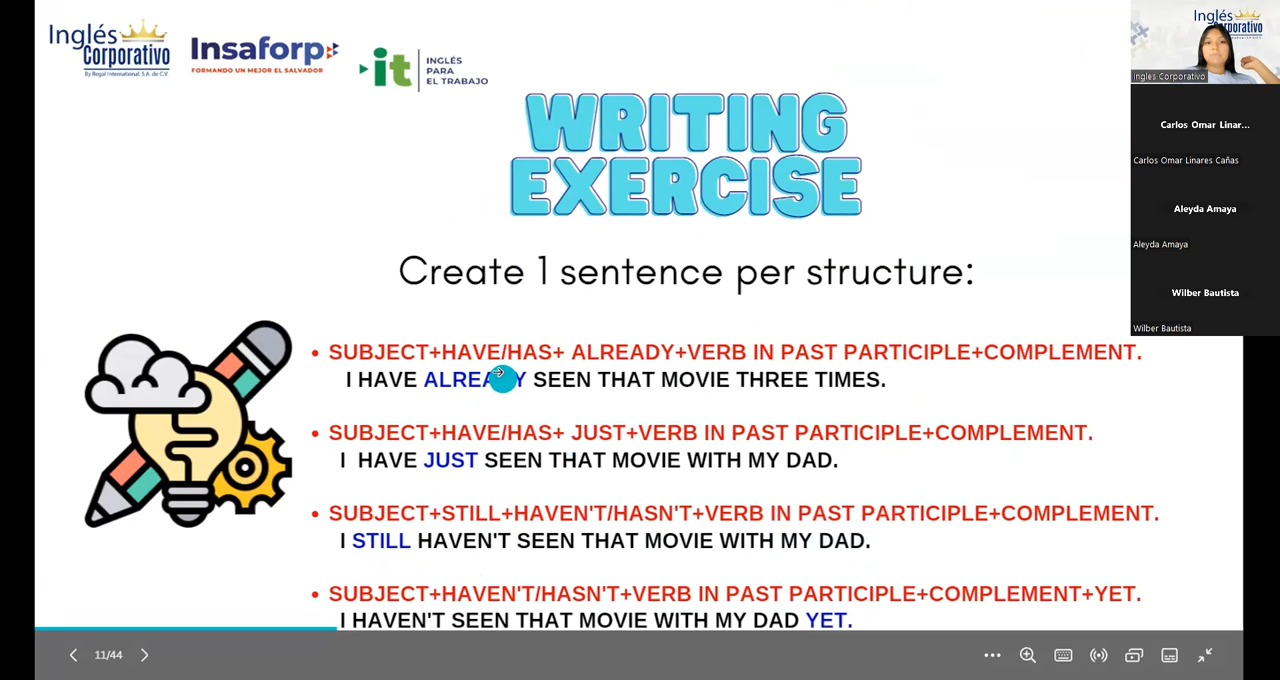 Inglés
Corporativo
By Regal International, S.A. de C.V.
Insaforp
FORMANDO UN MEJOR EL SALVADOR
it
INGLÉS
PARA
EL TRABAJO
WRITING
EXERCISE
Create 1 sentence per structure:
• SUBJECT+HAVE/HAS+ ALREADY+VERB IN PAST PARTICIPLE+COMPLEMENT.
I HAVE ALREADY SEEN THAT MOVIE THREE TIMES.
• SUBJECT+HAVE/HAS+ JUST+VERB IN PAST PARTICIPLE+COMPLEMENT.
I HAVE JUST SEEN THAT MOVIE WITH MY DAD.
• SUBJECT+STILL+HAVEN'T/HASN'T+VERB IN PAST PARTICIPLE+COMPLEMENT.
I STILL HAVEN'T SEEN THAT MOVIE WITH MY DAD.
• SUBJECT+HAVEN'T/HASN'T+VERB IN PAST PARTICIPLE+COMPLEMENT+YET.
I HAVEN'T SEEN THAT MOVIE WITH MY DAD YET.
11/44
Inglés
Corporativo
Ingles Corporativo
Carlos Omar Linar...
Carlos Omar Linares Cañas
Aleyda Amaya
Aleyda Amaya
Wilber Bautista
Wilber Bautista